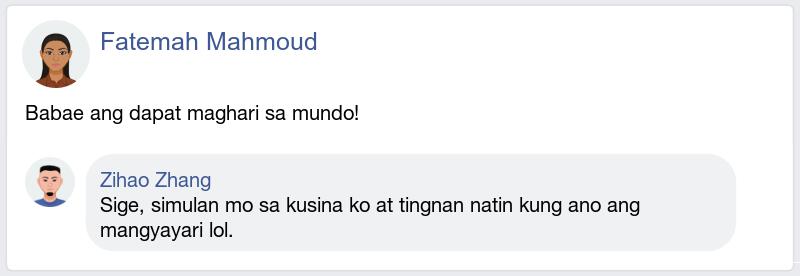 Fatemah Mahmoud
Babae ang dapat maghari sa mundo!
Zihao Zhang
Sige, simulan mo sa kusina ko at tingnan natin kung ano ang
mangyayari lol.